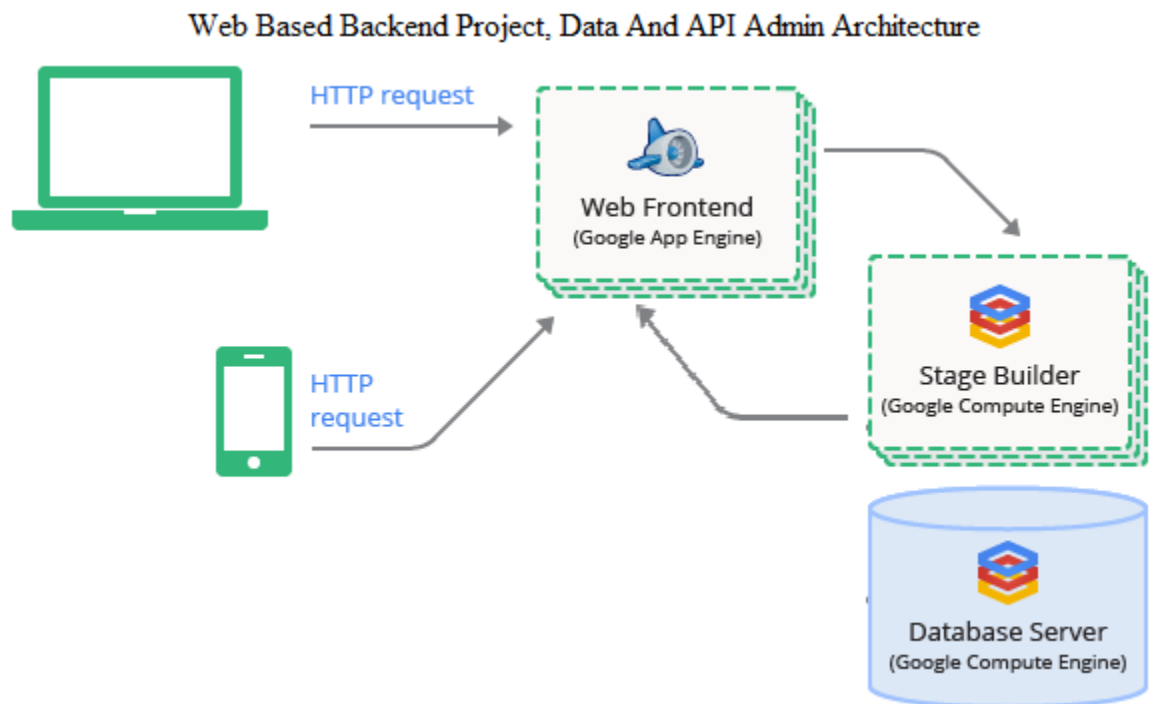 Web Based Backend Project, Data And API Admin Architecture
HTTP request
Web Frontend
(Google App Engine)
HTTP
request
Stage Builder
(Google Compute Engine)
Database Server
(Google Compute Engine)